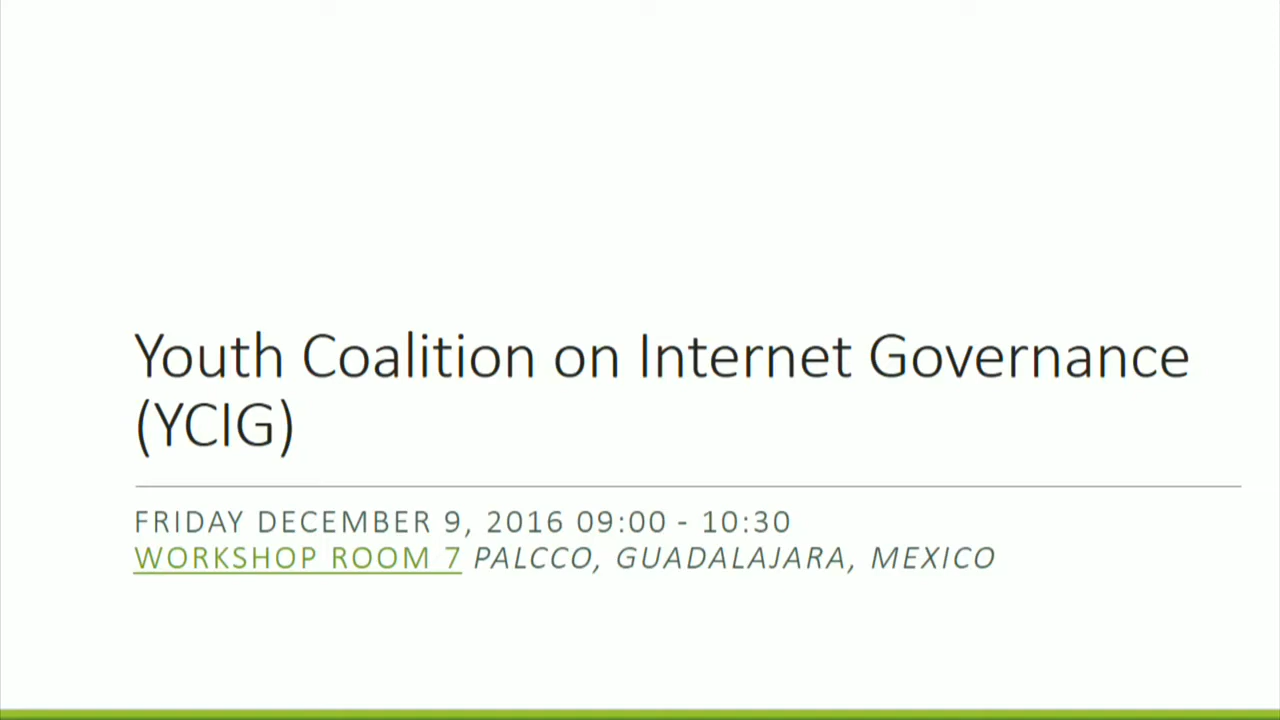 Youth Coalition on Internet Governance
(YCIG)
FRIDAY DECEMBER 9, 2016 09:00 - 10:30
WORKSHOP ROOM 7 PALCCO, GUADALAJARA, MEXICO